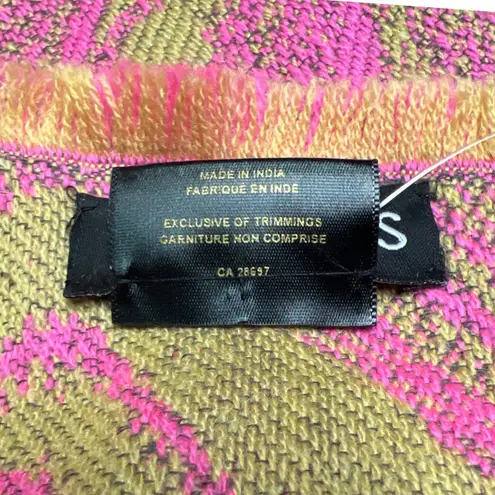 MADE IN INDIA
FABRIQUÉ EN INDE
EXCLUSIVE OF TRIMMINGS
GARNITURE NON COMPRISE
CA 28697
S